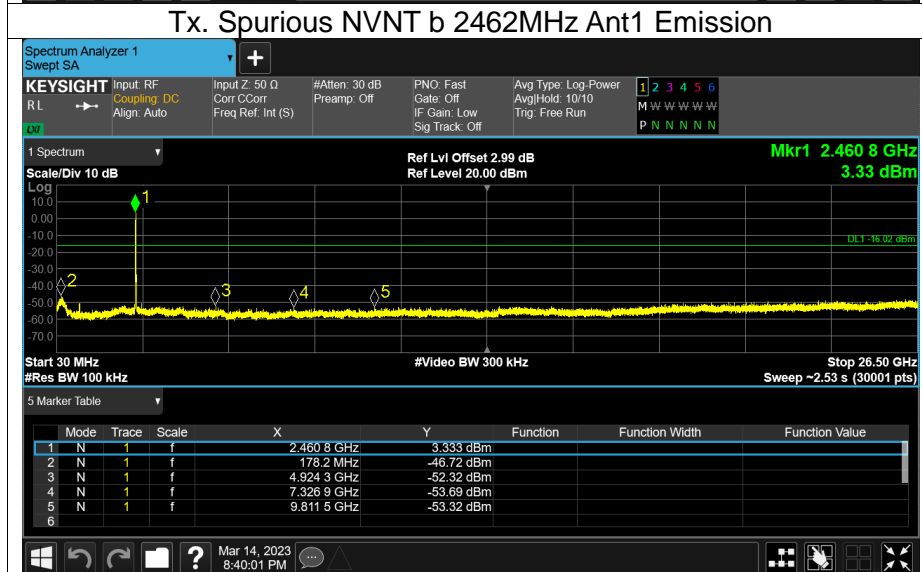 Tx. Spurious NVNT b 2462MHz Ant1 Emission
Spectrum Analyzer 1
Swept SA
+
KEYSIGHT
R L
LXI
Input: RF
Coupling: DC
Align: Auto
Input Z: 50 Ω
Corr CCorr
Freq Ref: Int (S)
#Atten: 30 dB
Preamp: Off
PNO: Fast
Gate: Off
IF Gain: Low
Sig Track: Off
Avg Type: Log-Power
Avg|Hold: 10/10
Trig: Free Run
1 2 3 4 5 6
M W W W W W
P N N N N N
1 Spectrum
Scale/Div 10 dB
Ref Lvl Offset 2.99 dB
Ref Level 20.00 dBm
Mkr1 2.460 8 GHz
3.33 dBm
Log
10.0
0.00
-10.0
-20.0
-30.0
-40.0
-50.0
-60.0
-70.0
1
2
3
4
5
DL1 -16.02 dBm
Start 30 MHz
#Video BW 300 kHz
Stop 26.50 GHz
#Res BW 100 kHz
Sweep ~2.53 s (30001 pts)
5 Marker Table
Mode Trace Scale X Y Function Function Width Function Value
1 N 1 f 2.460 8 GHz 3.333 dBm
2 N 1 f 178.2 MHz -46.72 dBm
3 N 1 f 4.924 3 GHz -52.32 dBm
4 N 1 f 7.326 9 GHz -53.69 dBm
5 N 1 f 9.811 5 GHz -53.32 dBm
6
?
Mar 14, 2023
8:40:01 PM